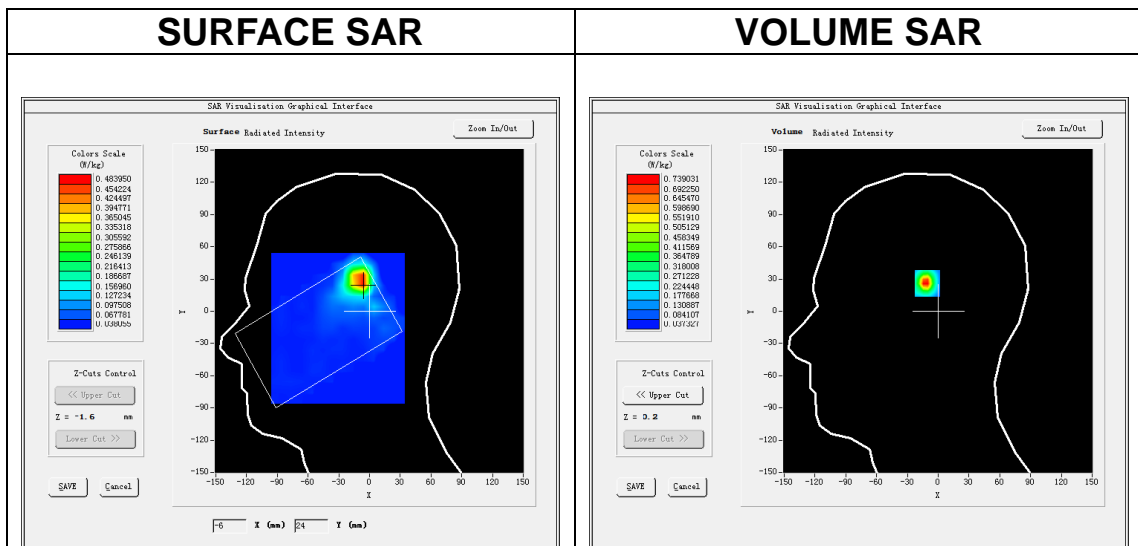 SURFACE SAR
VOLUME SAR
SAR Visualisation Graphical Interface
Surface Radiated Intensity
Zoom In/Out
Colors Scale
(W/kg)
0.483950
0.454224
0.424497
0.394771
0.365045
0.335318
0.305592
0.275866
0.246139
0.216413
0.186687
0.156960
0.127234
0.097508
0.067781
0.038055
150
120
90
60
30
0
-30
-60
-90
-120
-150
Y
-150 -120 -90 -60 -30 0 30 60 90 120 150
X
Z-Cuts Control
<< Upper Cut
Z = -1.6 mm
Lower Cut >>
SAVE Cancel
-6 X (mm) 24 Y (mm)
SAR Visualisation Graphical Interface
Volume Radiated Intensity
Zoom In/Out
Colors Scale
(W/kg)
0.739031
0.692250
0.645470
0.598690
0.551910
0.505129
0.458349
0.411569
0.364789
0.318008
0.271228
0.224448
0.177668
0.130887
0.084107
0.037327
150
120
90
60
30
0
-30
-60
-90
-120
-150
Y
-150 -120 -90 -60 -30 0 30 60 90 120 150
X
Z-Cuts Control
<< Upper Cut
Z = 3.2 mm
Lower Cut >>
SAVE Cancel